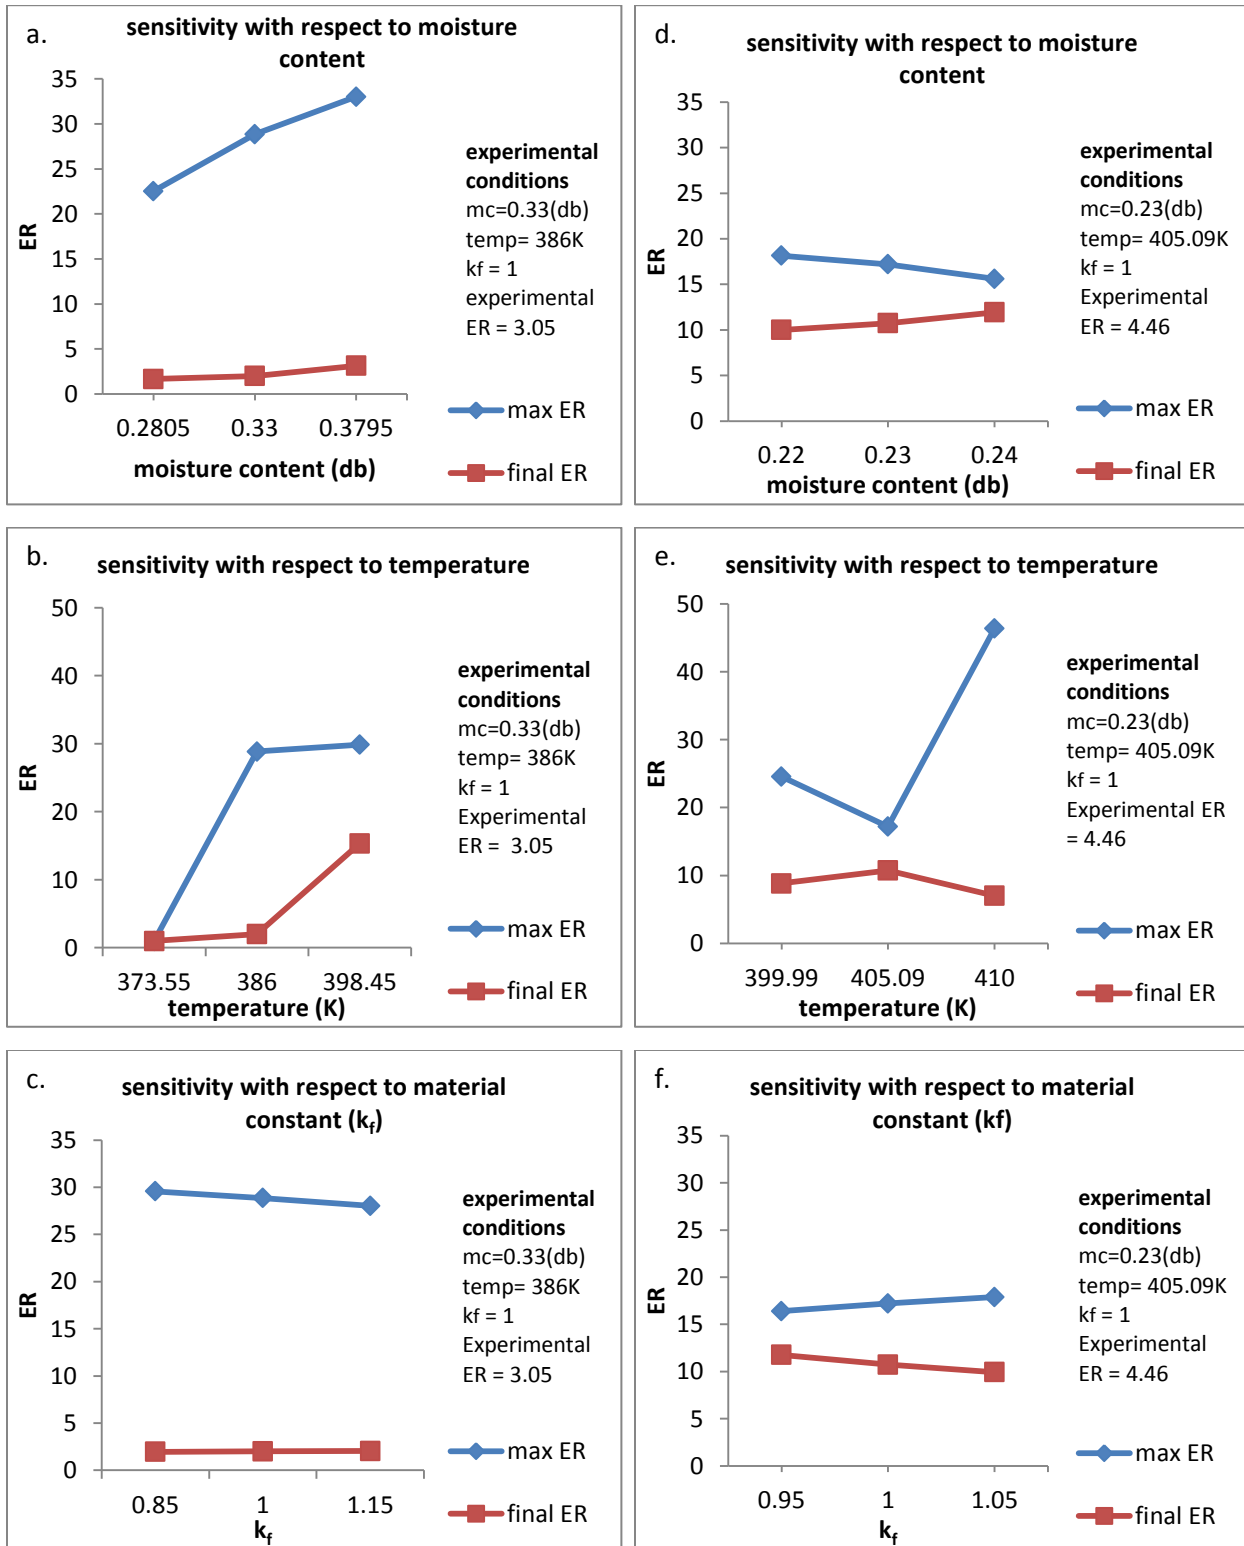 a.
sensitivity with respect to moisture
content
35
30
25
20
15
10
5
0
ER
0.2805 0.33 0.3795
moisture content (db)
experimental
conditions
mc=0.33(db)
temp= 386K
kf = 1
experimental
ER = 3.05
max ER
final ER
d.
sensitivity with respect to moisture
content
35
30
25
20
15
10
5
0
ER
0.22 0.23 0.24
moisture content (db)
experimental
conditions
mc=0.23(db)
temp= 405.09K
kf = 1
Experimental
ER = 4.46
max ER
final ER
b.
sensitivity with respect to temperature
50
40
30
20
10
0
ER
373.55 386 398.45
temperature (K)
experimental
conditions
mc=0.33(db)
temp= 386K
kf = 1
Experimental
ER = 3.05
max ER
final ER
e.
sensitivity with respect to temperature
50
40
30
20
10
0
ER
399.99 405.09 410
temperature (K)
experimental
conditions
mc=0.23(db)
temp= 405.09K
kf = 1
Experimental ER
= 4.46
max ER
final ER
c.
sensitivity with respect to material
constant (kf)
35
30
25
20
15
10
5
0
ER
0.85 1 1.15
kf
experimental
conditions
mc=0.33(db)
temp= 386K
kf = 1
Experimental
ER = 3.05
max ER
final ER
f.
sensitivity with respect to material
constant (kf)
35
30
25
20
15
10
5
0
ER
0.95 1 1.05
kf
experimental
conditions
mc=0.23(db)
temp= 405.09K
kf = 1
Experimental
ER = 4.46
max ER
final ER